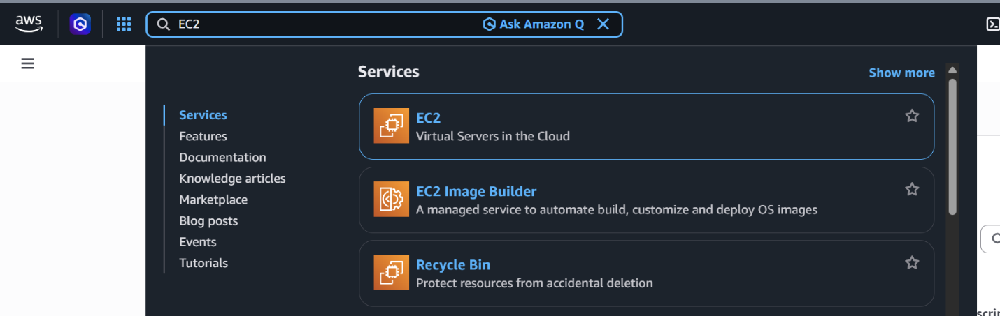 aws
EC2
Ask Amazon Q
Services
Show more
Services
Features
Documentation
Knowledge articles
Marketplace
Blog posts
Events
Tutorials
EC2
Virtual Servers in the Cloud
EC2 Image Builder
A managed service to automate build, customize and deploy OS images
Recycle Bin
Protect resources from accidental deletion